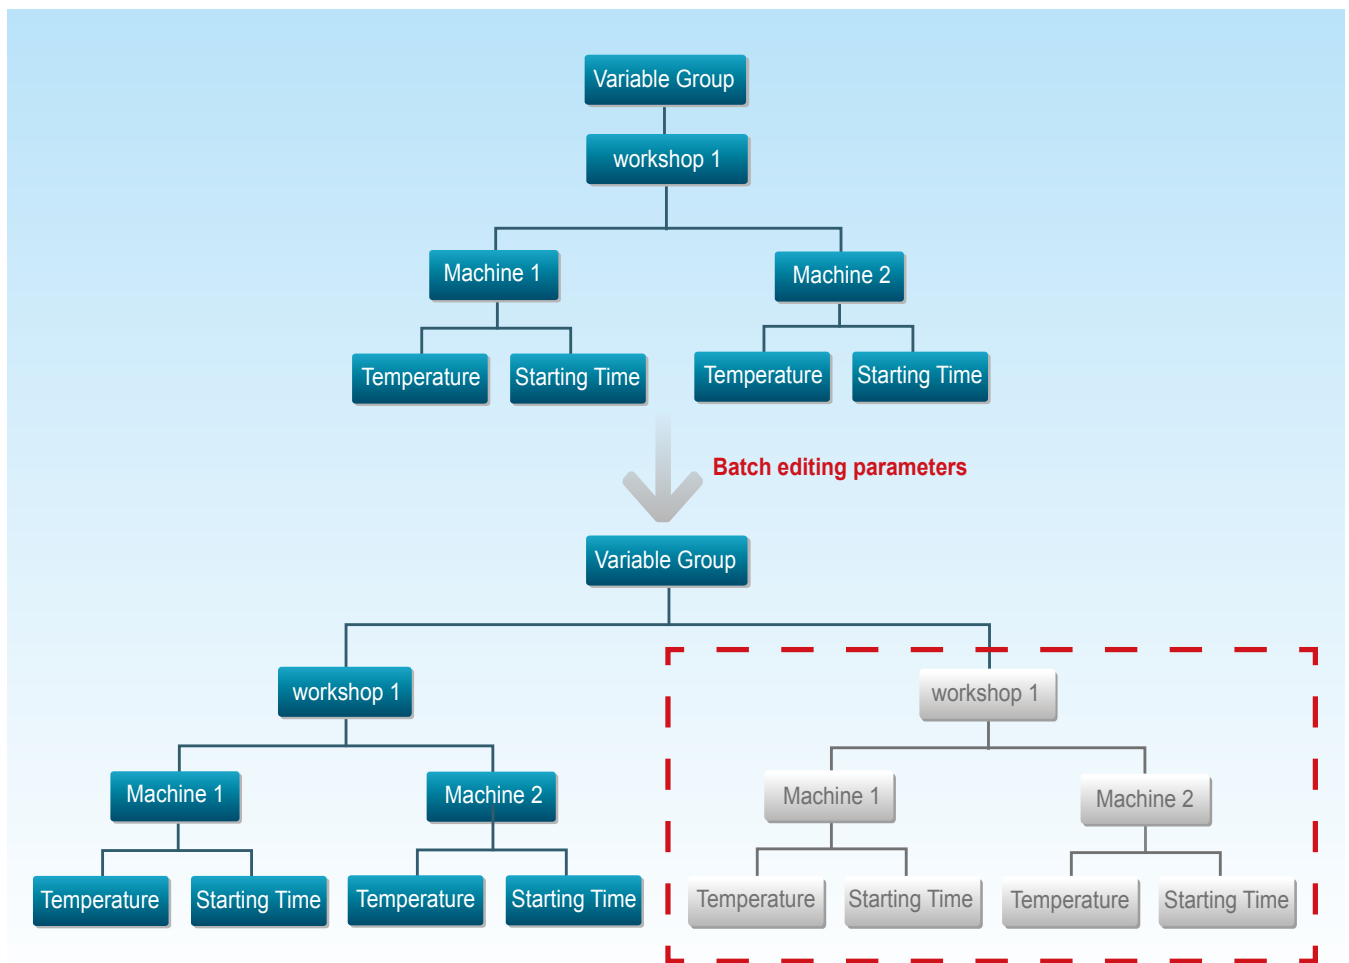 Variable Group
workshop 1
Machine 1
Machine 2
Temperature
Starting Time
Temperature
Starting Time
Batch editing parameters
Variable Group
workshop 1
workshop 1
Machine 1
Machine 2
Machine 1
Machine 2
Temperature
Starting Time
Temperature
Starting Time
Temperature
Starting Time
Temperature
Starting Time